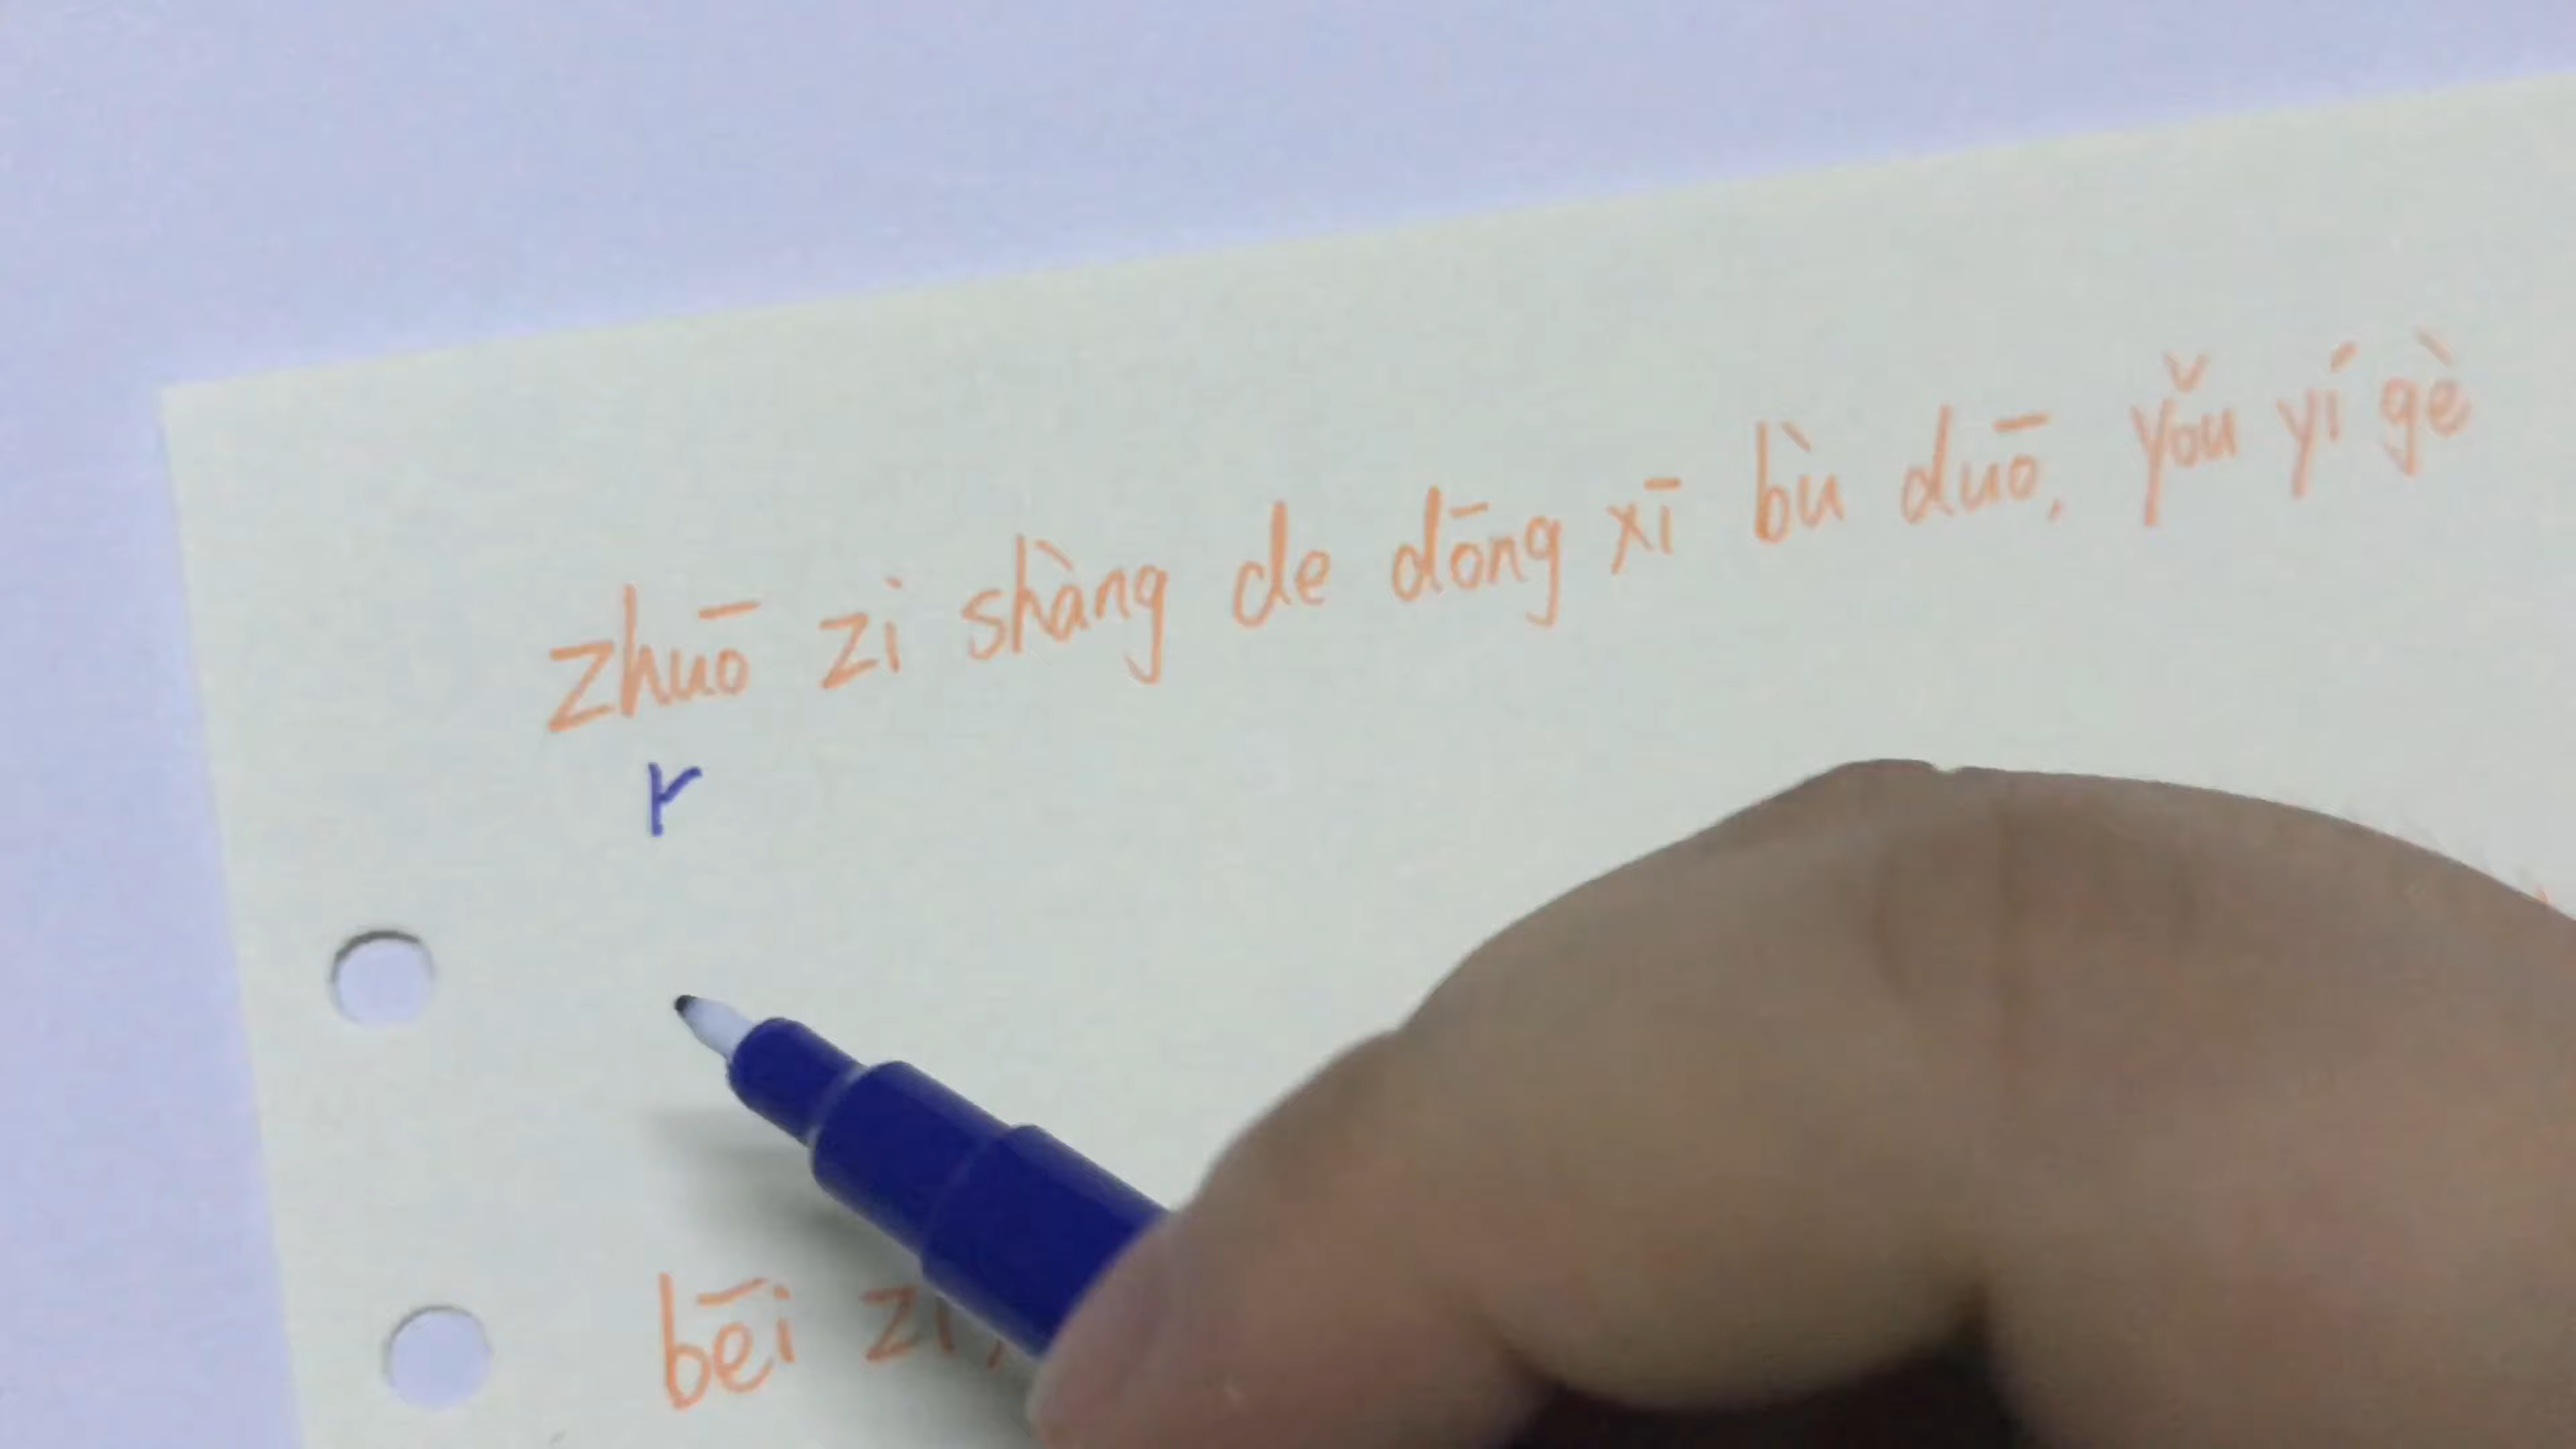 zhuō zi shàng de dōng xī bù duō, yǒu yí gè
r
bēi zi,